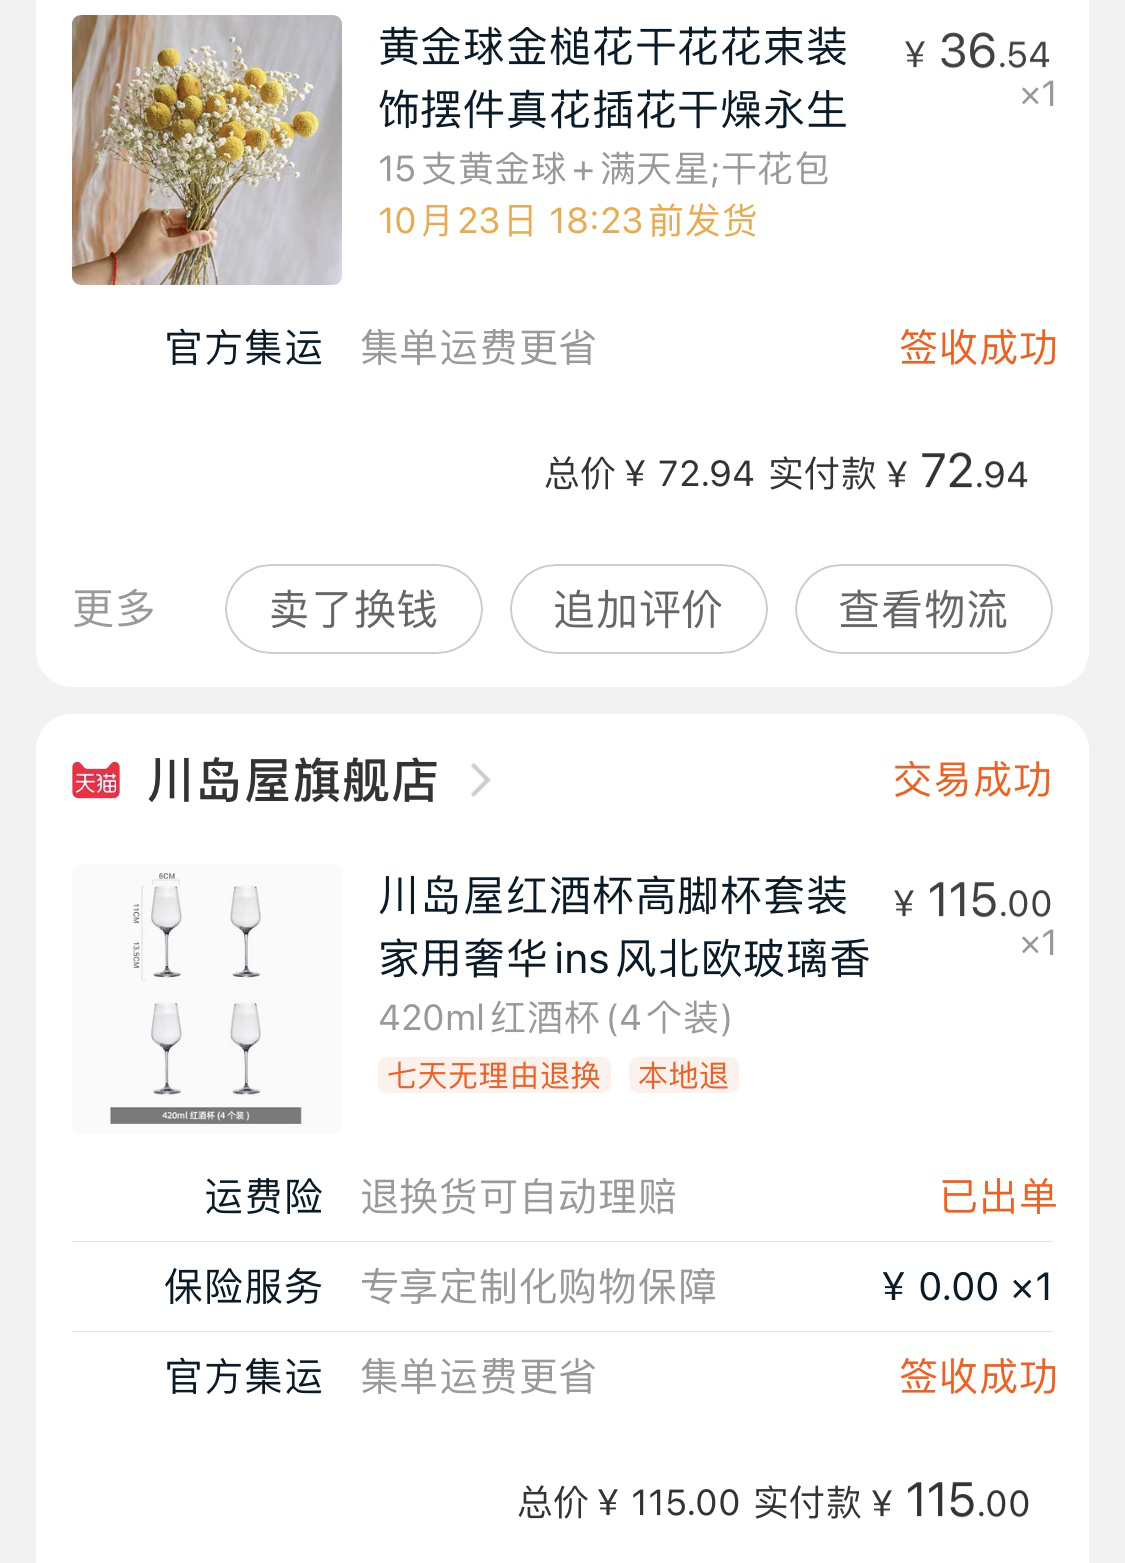 黄金球金槌花干花花束装
¥ 36.54
饰摆件真花插花干燥永生
×1
15支黄金球+满天星;干花包
10月23日 18:23前发货
官方集运 集单运费更省 签收成功
总价 ¥ 72.94 实付款 ¥ 72.94
更多 卖了换钱 追加评价 查看物流
天猫 川岛屋旗舰店 交易成功
6CM
11CM
13.5CM
420ml 红酒杯 (4 个装 )
川岛屋红酒杯高脚杯套装
¥ 115.00
家用奢华ins风北欧玻璃香
×1
420ml红酒杯(4个装)
七天无理由退换 本地退
运费险 退换货可自动理赔 已出单
保险服务 专享定制化购物保障 ¥ 0.00 ×1
官方集运 集单运费更省 签收成功
总价 ¥ 115.00 实付款 ¥ 115.00